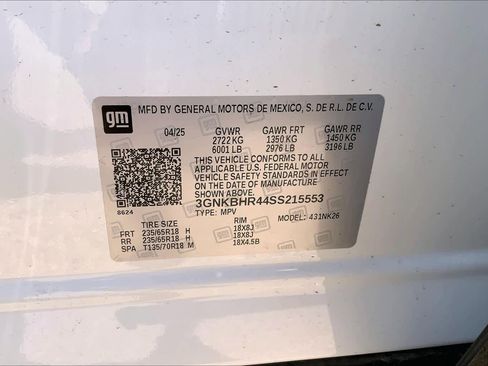 gm
MFD BY GENERAL MOTORS DE MEXICO, S. DE R.L. DE C.V.
04/25 GVWR GAWR FRT GAWR RR
2722 KG 1350 KG 1450 KG
6001 LB 2976 LB 3196 LB
THIS VEHICLE CONFORMS TO ALL
APPLICABLE U.S. FEDERAL MOTOR
VEHICLE SAFETY STANDARDS IN EFFECT
ON THE DATE OF MANUFACTURE
SHOWN ABOVE.
3GNKBHR44SS215553
8624 TYPE: MPV MODEL: 431NK26
TIRE SIZE RIM
FRT 235/65R18 H 18X8J
RR 235/65R18 H 18X8J
SPA T135/70R18 M 18X4.5B